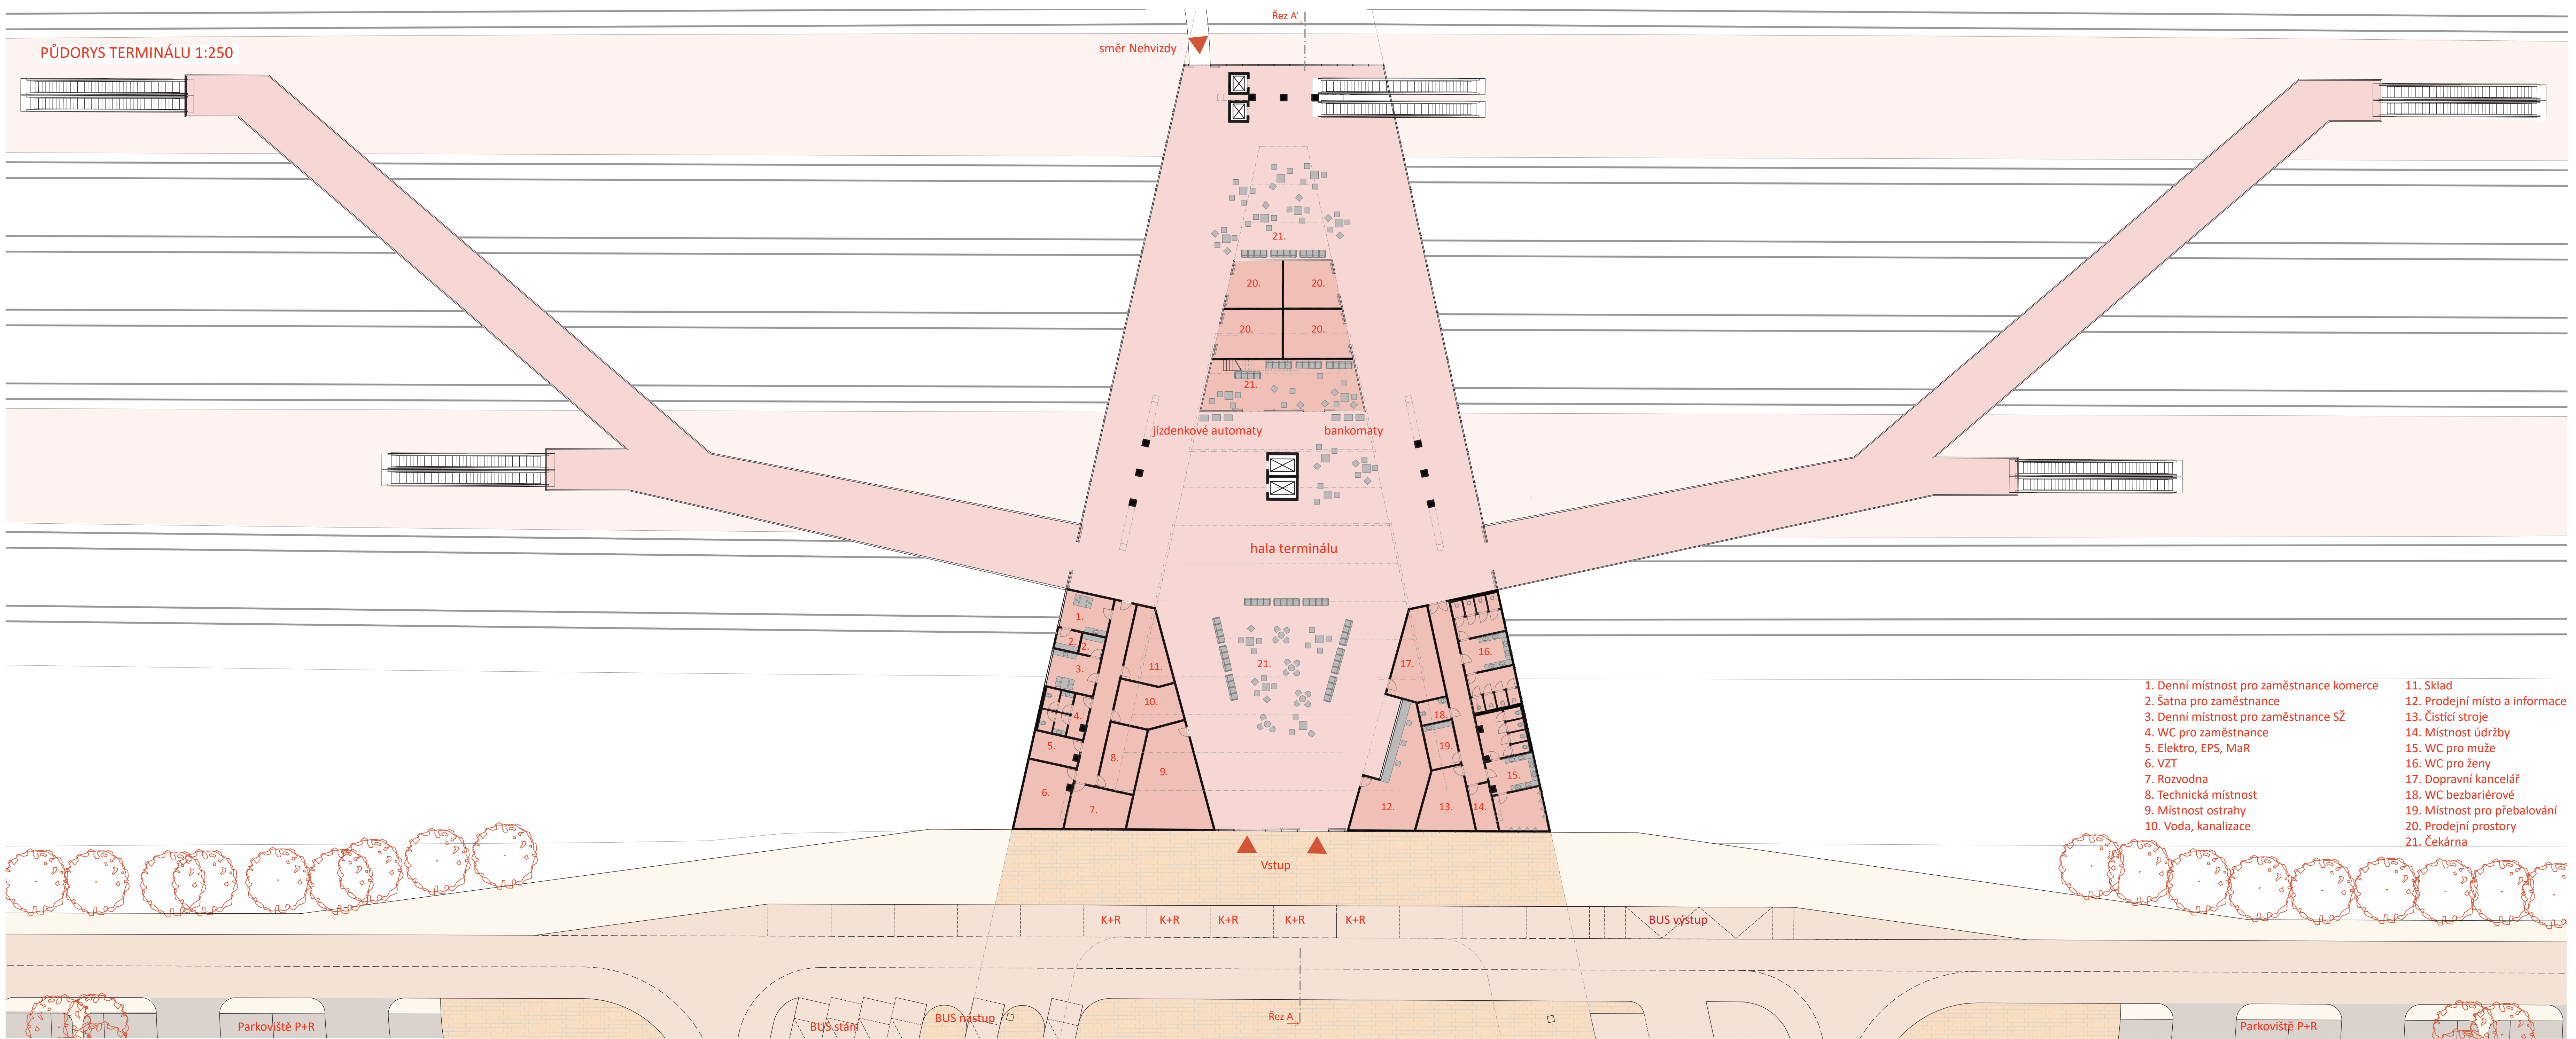 Řez A'
směr Nehvizdy
PŮDORYS TERMINÁLU 1:250
21.
20. 20.
20. 20.
21.
jízdenkové automaty bankomaty
hala terminálu
1.
2.
2.
3.
4.
5.
6.
7.
8.
9.
10.
11.
21.
17.
16.
18.
19.
15.
12.
13.
14.
1. Denní místnost pro zaměstnance komerce
2. Šatna pro zaměstnance
3. Denní místnost pro zaměstnance SŽ
4. WC pro zaměstnance
5. Elektro, EPS, MaR
6. VZT
7. Rozvodna
8. Technická místnost
9. Místnost ostrahy
10. Voda, kanalizace
11. Sklad
12. Prodejní místo a informace
13. Čistící stroje
14. Místnost údržby
15. WC pro muže
16. WC pro ženy
17. Dopravní kancelář
18. WC bezbariérové
19. Místnost pro přebalování
20. Prodejní prostory
21. Čekárna
Vstup
K+R K+R K+R K+R K+R
BUS výstup
Parkoviště P+R
BUS stání
BUS nástup
Řez A
Parkoviště P+R